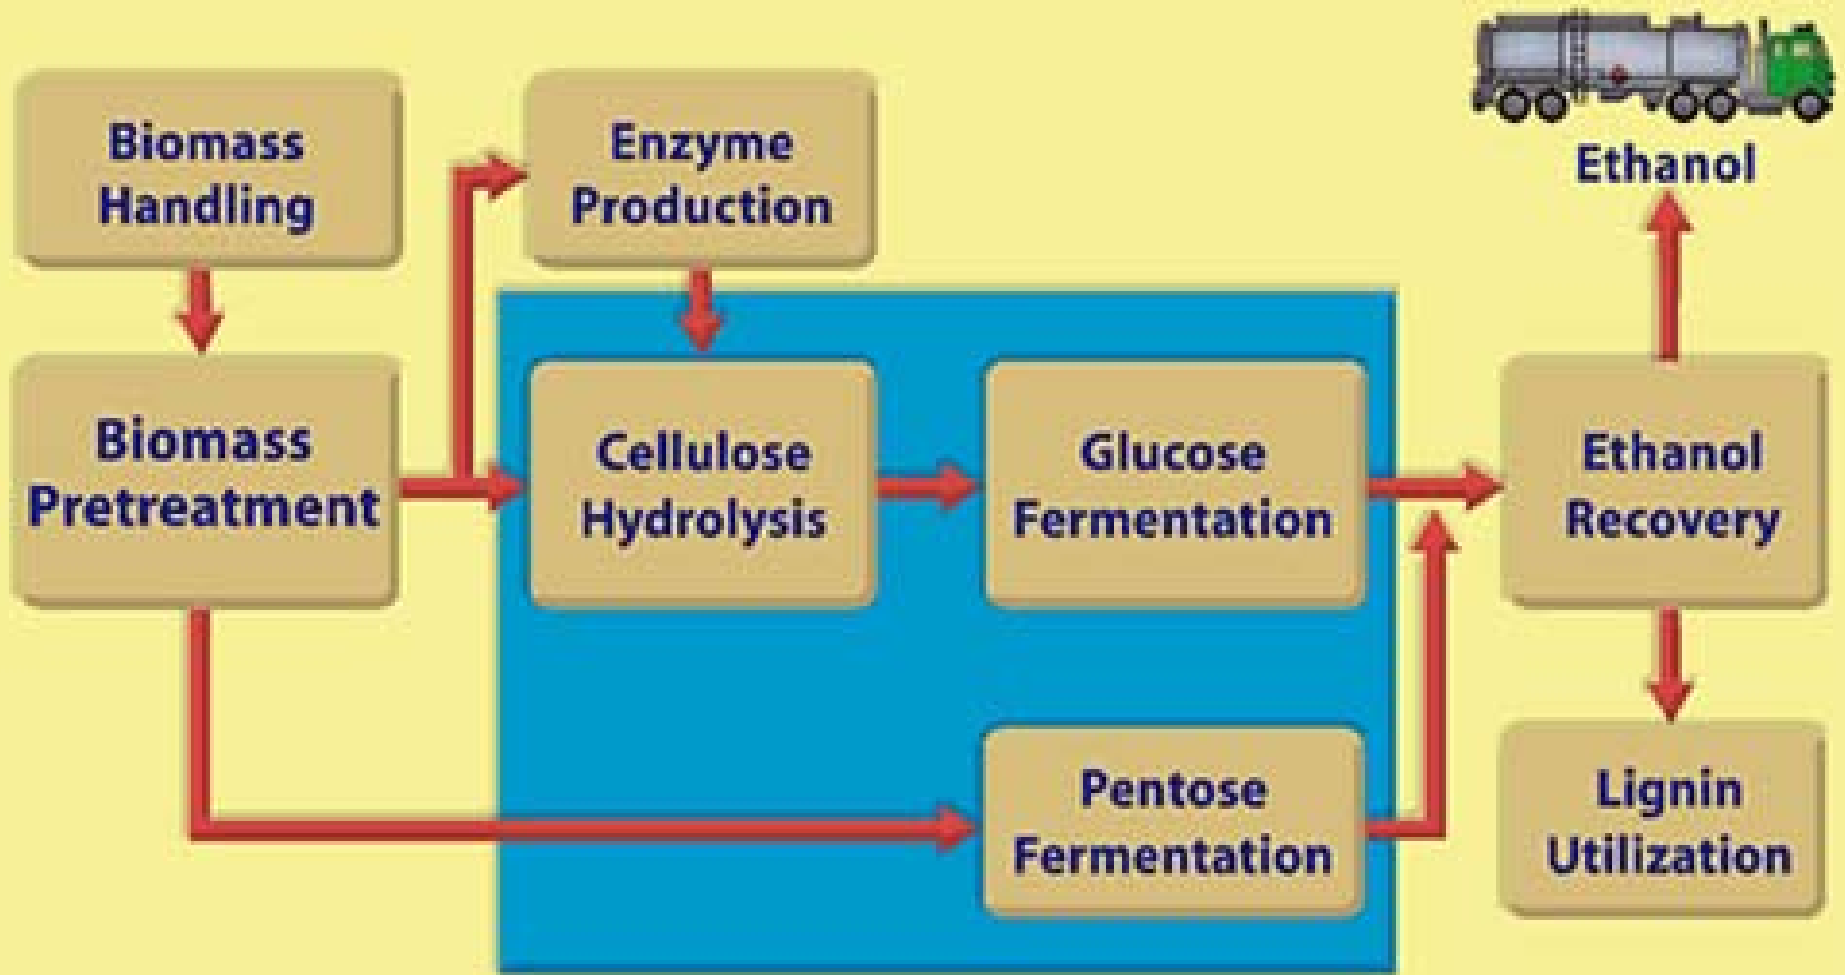 Biomass
Handling
Enzyme
Production
Ethanol
Biomass
Pretreatment
Cellulose
Hydrolysis
Glucose
Fermentation
Ethanol
Recovery
Pentose
Fermentation
Lignin
Utilization